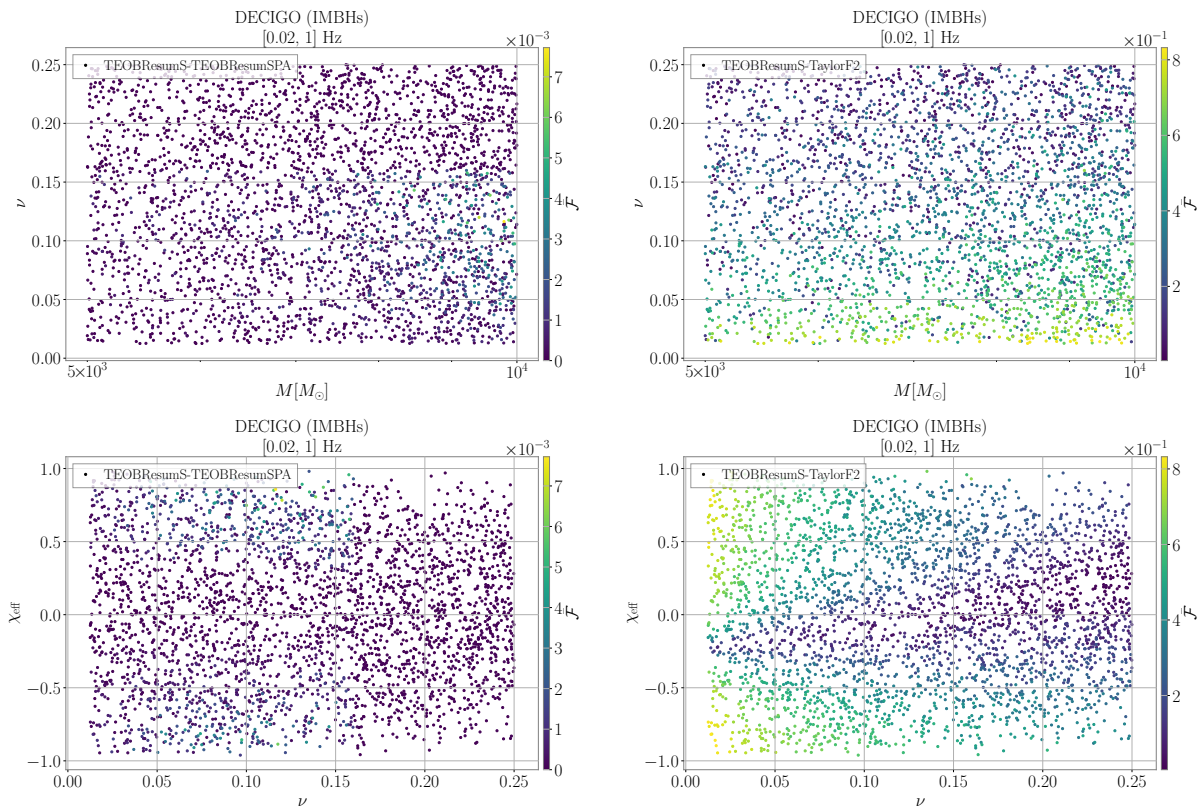 DECIGO (IMBHs)
[0.02, 1] Hz
×10⁻³
TEOBResumS-TEOBResumSPA
0.25
0.20
0.15
0.10
0.05
0.00
ν
5×10³
10⁴
M[M⊙]
7
6
5
4
3
2
1
0
F̄
DECIGO (IMBHs)
[0.02, 1] Hz
×10⁻¹
TEOBResumS-TaylorF2
0.25
0.20
0.15
0.10
0.05
0.00
ν
5×10³
10⁴
M[M⊙]
8
6
4
2
F̄
DECIGO (IMBHs)
[0.02, 1] Hz
×10⁻³
TEOBResumS-TEOBResumSPA
1.0
0.5
0.0
−0.5
−1.0
χeff
0.00 0.05 0.10 0.15 0.20 0.25
ν
7
6
5
4
3
2
1
0
F̄
DECIGO (IMBHs)
[0.02, 1] Hz
×10⁻¹
TEOBResumS-TaylorF2
1.0
0.5
0.0
−0.5
−1.0
χeff
0.00 0.05 0.10 0.15 0.20 0.25
ν
8
6
4
2
F̄